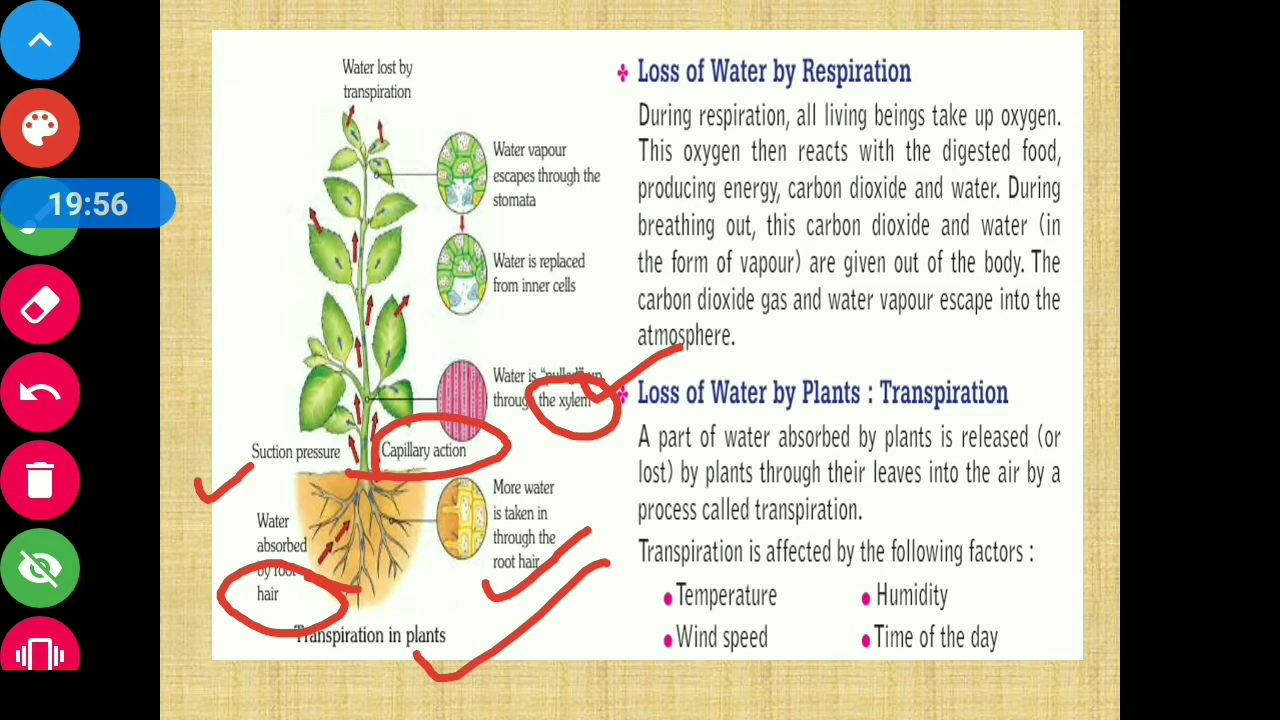 19:56
Water lost by
transpiration
Water vapour
escapes through the
stomata
Water is replaced
from inner cells
Water is "pulled" up
through the xylem
Suction pressure
Capillary action
More water
is taken in
through the
root hair
Water
absorbed
by root
hair
Transpiration in plants
Loss of Water by Respiration
During respiration, all living beings take up oxygen.
This oxygen then reacts with the digested food,
producing energy, carbon dioxide and water. During
breathing out, this carbon dioxide and water (in
the form of vapour) are given out of the body. The
carbon dioxide gas and water vapour escape into the
atmosphere.
Loss of Water by Plants : Transpiration
A part of water absorbed by plants is released (or
lost) by plants through their leaves into the air by a
process called transpiration.
Transpiration is affected by the following factors :
• Temperature • Humidity
• Wind speed • Time of the day